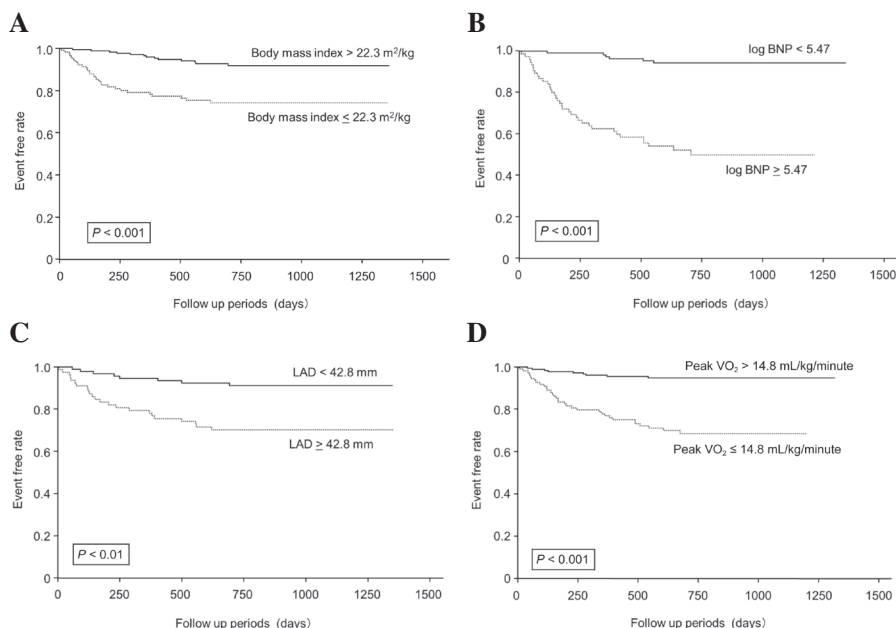 A
Event free rate
1.0
0.8
0.6
0.4
0.2
0
Body mass index > 22.3 m²/kg
Body mass index ≤ 22.3 m²/kg
P < 0.001
0 250 500 750 1000 1250 1500
Follow up periods (days)
B
Event free rate
1.0
0.8
0.6
0.4
0.2
0
log BNP < 5.47
log BNP ≥ 5.47
P < 0.001
0 250 500 750 1000 1250 1500
Follow up periods (days)
C
Event free rate
1.0
0.8
0.6
0.4
0.2
0
LAD < 42.8 mm
LAD ≥ 42.8 mm
P < 0.01
0 250 500 750 1000 1250 1500
Follow up periods (days)
D
Event free rate
1.0
0.8
0.6
0.4
0.2
0
Peak VO₂ > 14.8 mL/kg/minute
Peak VO₂ ≤ 14.8 mL/kg/minute
P < 0.001
0 250 500 750 1000 1250 1500
Follow up periods (days)